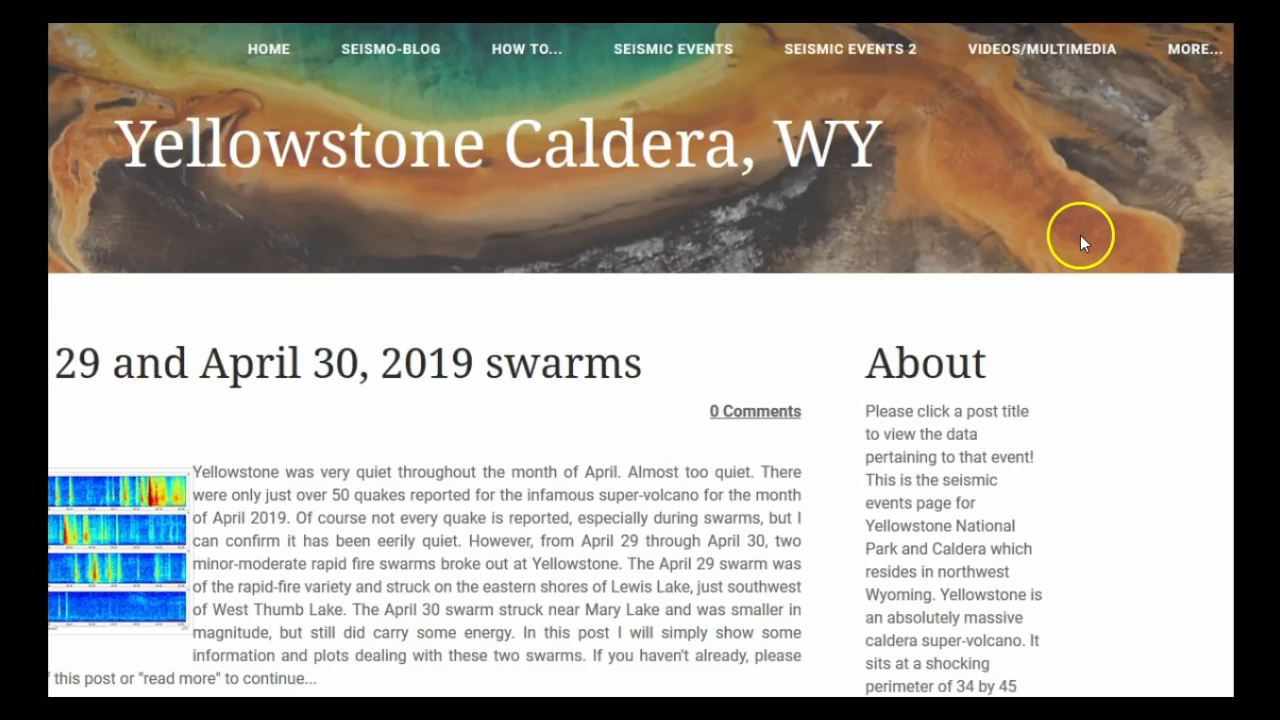 HOME SEISMO-BLOG HOW TO... SEISMIC EVENTS SEISMIC EVENTS 2 VIDEOS/MULTIMEDIA MORE...
Yellowstone Caldera, WY
29 and April 30, 2019 swarms
0 Comments
Yellowstone was very quiet throughout the month of April. Almost too quiet. There
were only just over 50 quakes reported for the infamous super-volcano for the month
of April 2019. Of course not every quake is reported, especially during swarms, but I
can confirm it has been eerily quiet. However, from April 29 through April 30, two
minor-moderate rapid fire swarms broke out at Yellowstone. The April 29 swarm was
of the rapid-fire variety and struck on the eastern shores of Lewis Lake, just southwest
of West Thumb Lake. The April 30 swarm struck near Mary Lake and was smaller in
magnitude, but still did carry some energy. In this post I will simply show some
information and plots dealing with these two swarms. If you haven't already, please
this post or "read more" to continue...
About
Please click a post title
to view the data
pertaining to that event!
This is the seismic
events page for
Yellowstone National
Park and Caldera which
resides in northwest
Wyoming. Yellowstone is
an absolutely massive
caldera super-volcano. It
sits at a shocking
perimeter of 34 by 45